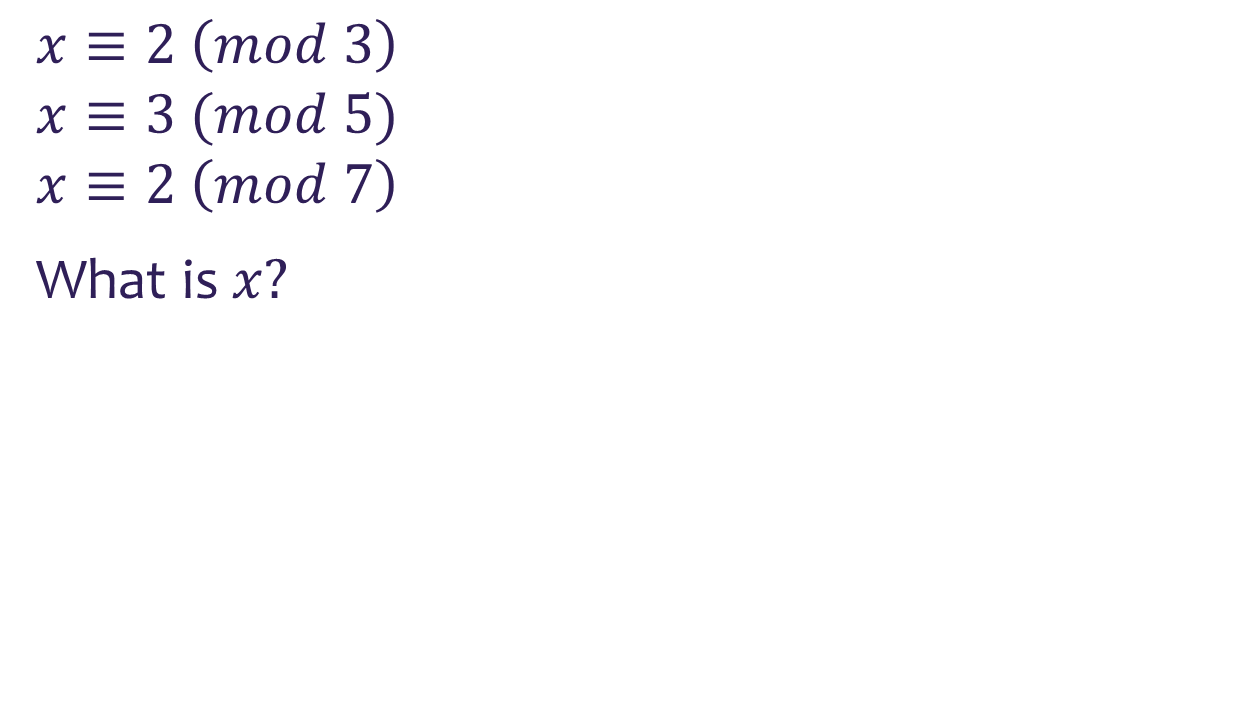 x ≡ 2 (mod 3)
x ≡ 3 (mod 5)
x ≡ 2 (mod 7)
What is x?